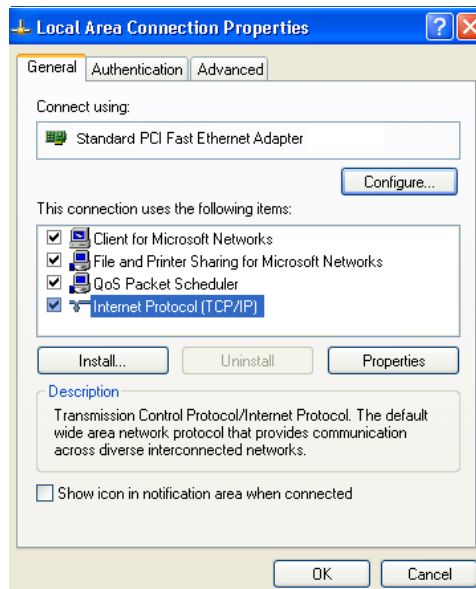 Local Area Connection Properties
General Authentication Advanced
Connect using:
Standard PCI Fast Ethernet Adapter
Configure...
This connection uses the following items:
Client for Microsoft Networks
File and Printer Sharing for Microsoft Networks
QoS Packet Scheduler
Internet Protocol (TCP/IP)
Install... Uninstall Properties
Description
Transmission Control Protocol/Internet Protocol. The default
wide area network protocol that provides communication
across diverse interconnected networks.
Show icon in notification area when connected
OK Cancel